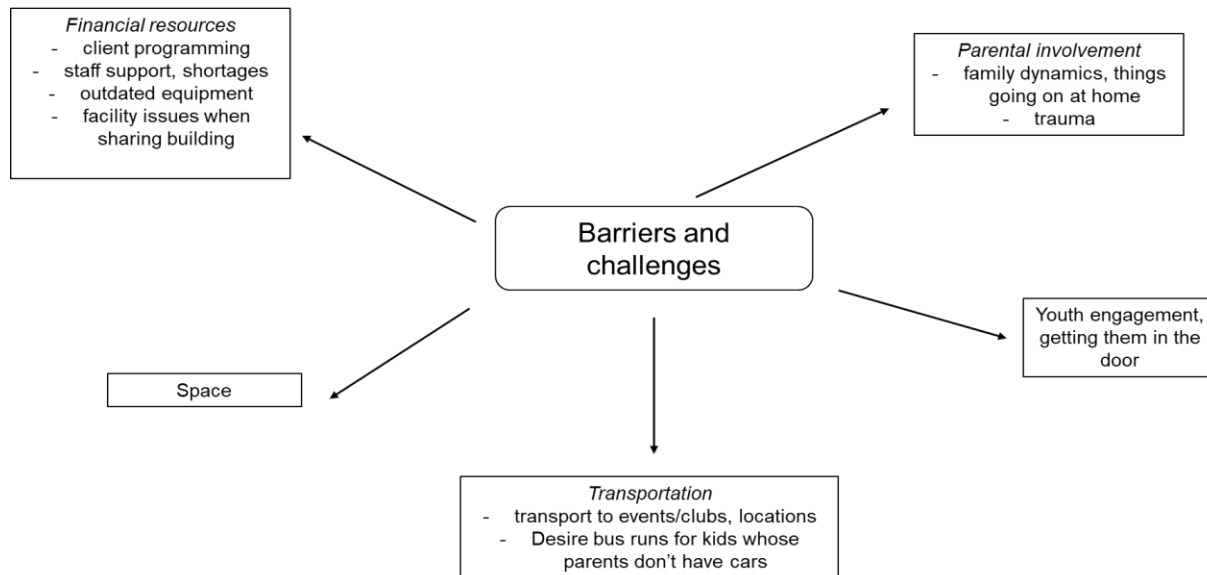 Financial resources
- client programming
- staff support, shortages
- outdated equipment
- facility issues when
sharing building
Parental involvement
- family dynamics, things
going on at home
- trauma
Barriers and
challenges
Youth engagement,
getting them in the
door
Space
Transportation
- transport to events/clubs, locations
- Desire bus runs for kids whose
parents don’t have cars